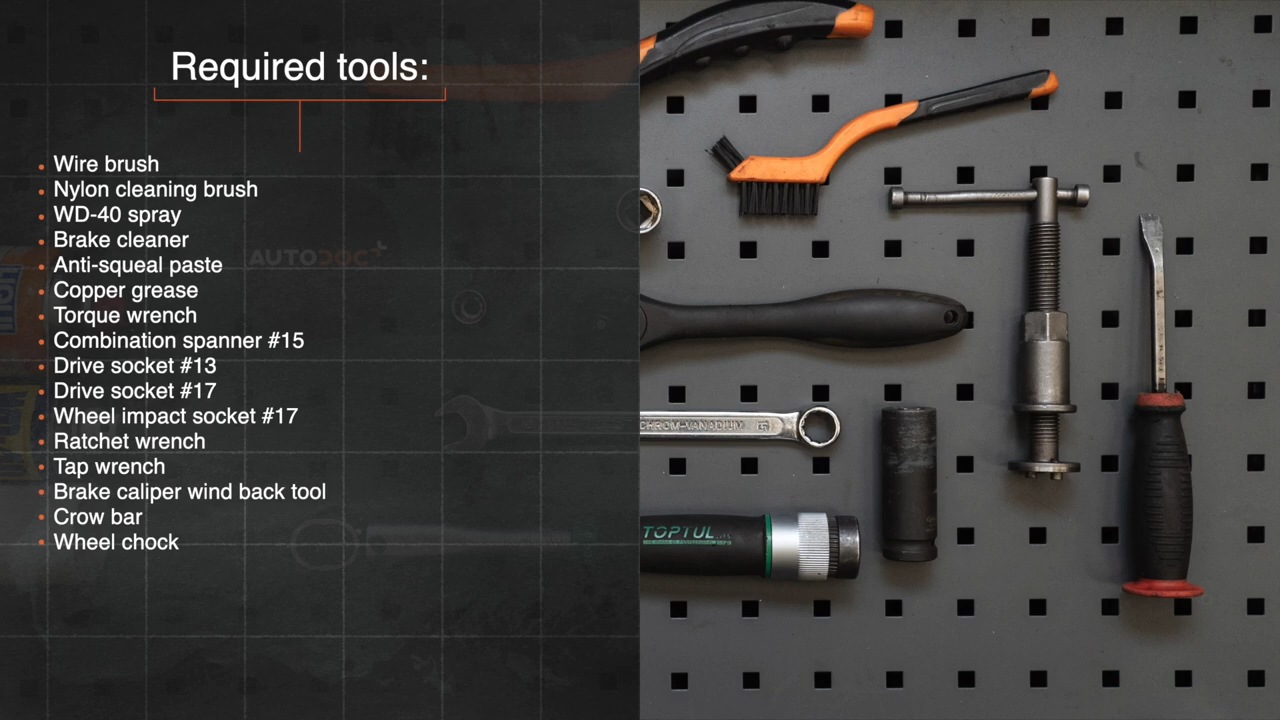 Required tools:
Wire brush
Nylon cleaning brush
WD-40 spray
Brake cleaner
AUTODOC
Anti-squeal paste
Copper grease
Torque wrench
Combination spanner #15
Drive socket #13
Drive socket #17
Wheel impact socket #17
Ratchet wrench
Tap wrench
Brake caliper wind back tool
Crow bar
Wheel chock
CHROM-VANADIUM
15
TOPTUL